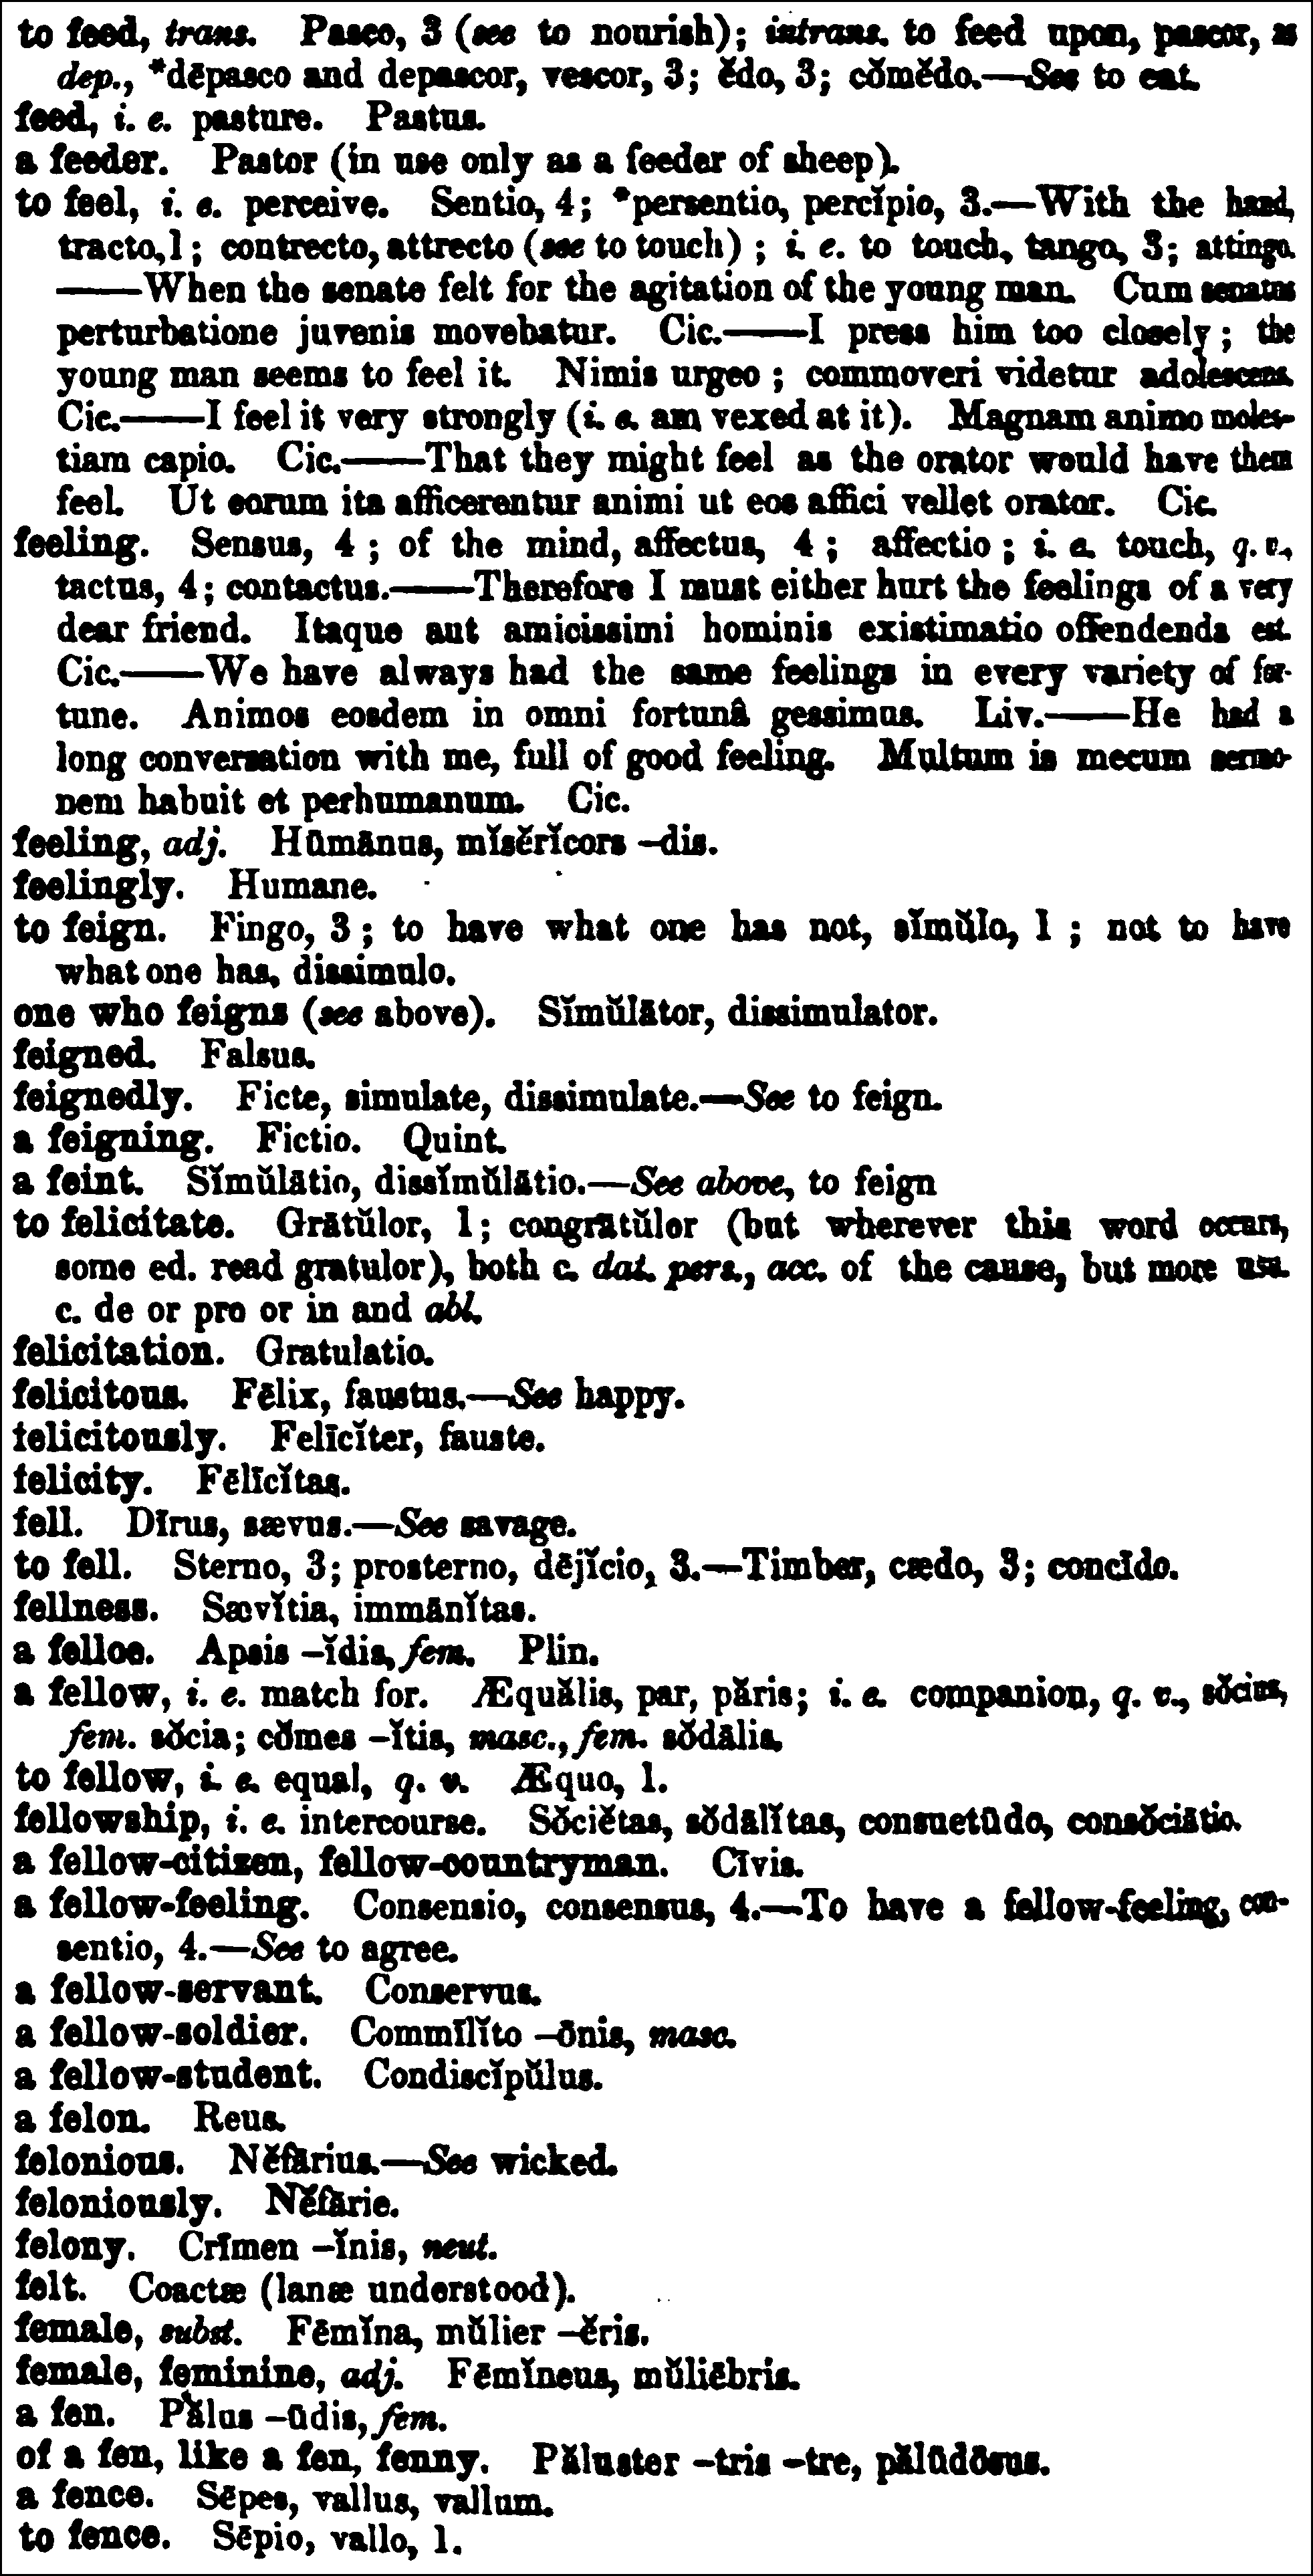 to feed, trans. Pasco, 3 (see to nourish); intrans. to feed upon, pascor, as
dep., *dēpasco and depascor, vescor, 3; ĕdo, 3; cŏmĕdo.—See to eat.
feed, i. e. pasture. Pastus.
a feeder. Pastor (in use only as a feeder of sheep).
to feel, i. e. perceive. Sentio, 4; *persentio, percĭpio, 3.—With the hand,
tracto, 1; contrecto, attrecto (see to touch); i. e. to touch, tango, 3; attingo.
——When the senate felt for the agitation of the young man. Cum senatus
perturbatione juvenis movebatur. Cic.——I press him too closely; the
young man seems to feel it. Nimis urgeo; commoveri videtur adolescens.
Cic.——I feel it very strongly (i. e. am vexed at it). Magnam animo moles-
tiam capio. Cic.——That they might feel as the orator would have them
feel. Ut eorum ita afficerentur animi ut eos affici vellet orator. Cic.
feeling. Sensus, 4; of the mind, affectus, 4; affectio; i. e. touch, q. v.,
tactus, 4; contactus.——Therefore I must either hurt the feelings of a very
dear friend. Itaque aut amicissimi hominis existimatio offendenda est.
Cic.——We have always had the same feelings in every variety of for-
tune. Animos eosdem in omni fortunâ gessimus. Liv.——He had a
long conversation with me, full of good feeling. Multum is mecum sermo-
nem habuit et perhumanum. Cic.
feeling, adj. Hūmānus, mĭsĕrĭcors –dis.
feelingly. Humane.
to feign. Fingo, 3; to have what one has not, sĭmŭlo, 1; not to have
what one has, dissimulo.
one who feigns (see above). Sĭmŭlātor, dissimulator.
feigned. Falsus.
feignedly. Ficte, simulate, dissimulate.—See to feign.
a feigning. Fictio. Quint.
a feint. Sĭmŭlātio, dissĭmŭlātio.—See above, to feign
to felicitate. Grātŭlor, 1; congrātŭlor (but wherever this word occurs,
some ed. read gratulor), both c. dat. pers., acc. of the cause, but more usu.
c. de or pro or in and abl.
felicitation. Gratulatio.
felicitous. Fēlix, faustus.—See happy.
felicitously. Felīcĭter, fauste.
felicity. Fēlīcĭtas.
fell. Dīrus, sævus.—See savage.
to fell. Sterno, 3; prosterno, dējĭcio, 3.—Timber, cædo, 3; concīdo.
fellness. Sævĭtia, immānĭtas.
a felloe. Apsis –ĭdis, fem. Plin.
a fellow, i. e. match for. Æquālis, par, păris; i. e. companion, q. v., sŏcius,
fem. sŏcia; cŏmes –ĭtis, masc., fem. sŏdālis.
to fellow, i. e. equal, q. v. Æquo, 1.
fellowship, i. e. intercourse. Sŏciĕtas, sŏdālĭtas, consuetūdo, consŏciātio.
a fellow-citizen, fellow-countryman. Cīvis.
a fellow-feeling. Consensio, consensus, 4.—To have a fellow-feeling, con-
sentio, 4.—See to agree.
a fellow-servant. Conservus.
a fellow-soldier. Commīlĭto –ōnis, masc.
a fellow-student. Condiscĭpŭlus.
a felon. Reus.
felonious. Nĕfārius.—See wicked.
feloniously. Nĕfārie.
felony. Crīmen –ĭnis, neut.
felt. Coactæ (lanæ understood).
female, subst. Fēmĭna, mŭlier –ĕris.
female, feminine, adj. Fēmĭneus, mŭliēbris.
a fen. Pălus –ūdis, fem.
of a fen, like a fen, fenny. Păluster –tris –tre, pălūdōsus.
a fence. Sēpes, vallus, vallum.
to fence. Sēpio, vallo, 1.